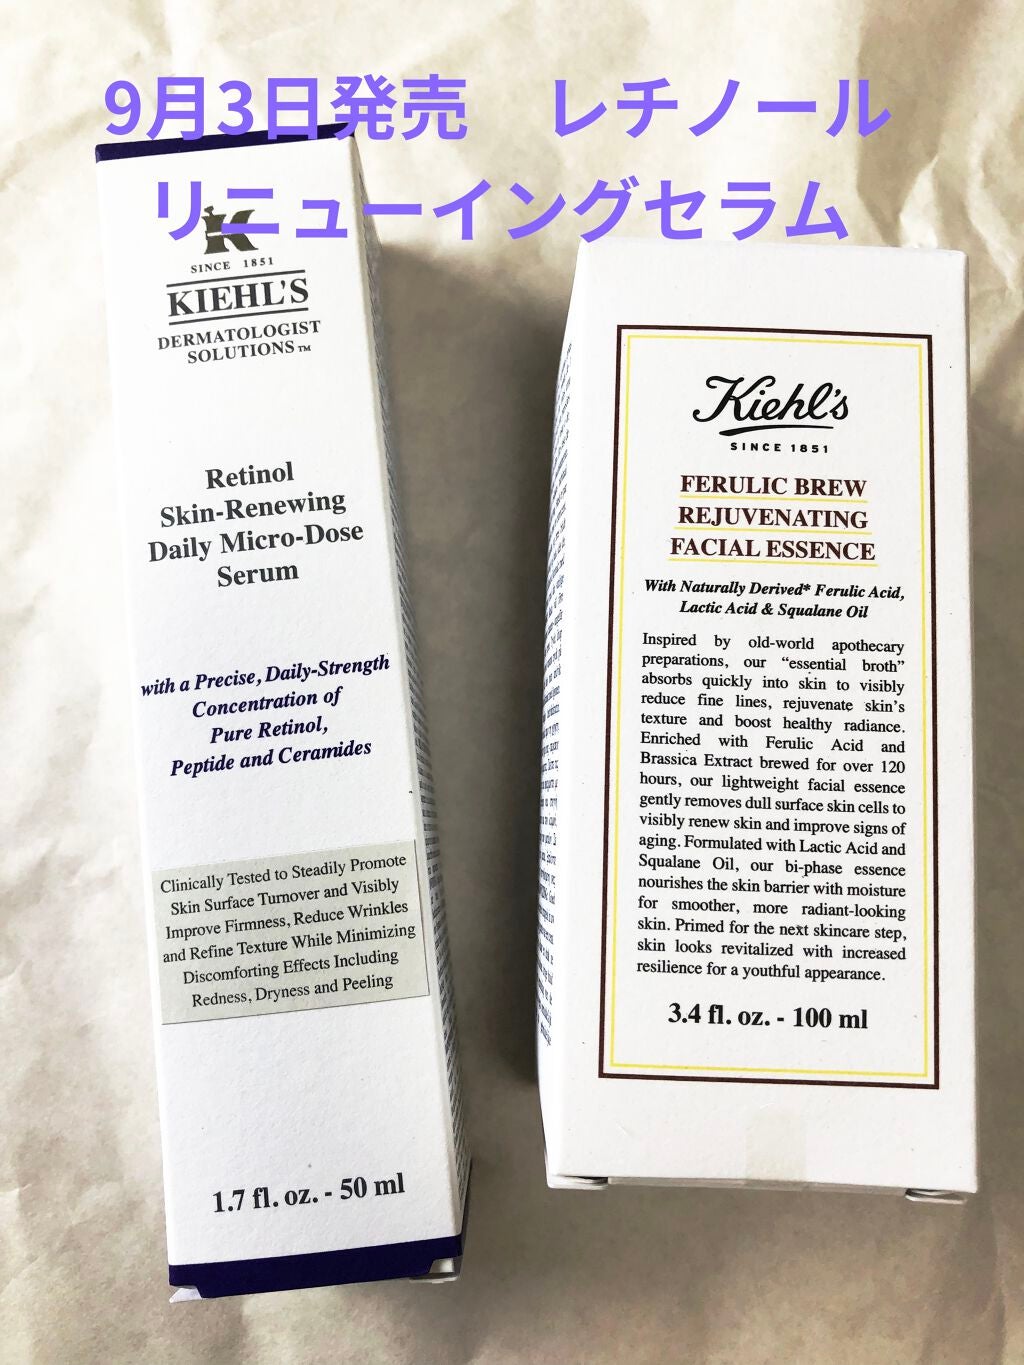 9月3日発売　レチノール
リニューイングセラム
K
SINCE 1851
KIEHL'S
DERMATOLOGIST
SOLUTIONS™
Retinol
Skin-Renewing
Daily Micro-Dose
Serum
with a Precise, Daily-Strength
Concentration of
Pure Retinol,
Peptide and Ceramides
Clinically Tested to Steadily Promote
Skin Surface Turnover and Visibly
Improve Firmness, Reduce Wrinkles
and Refine Texture While Minimizing
Discomforting Effects Including
Redness, Dryness and Peeling
1.7 fl. oz. - 50 ml
Kiehl's
SINCE 1851
FERULIC BREW
REJUVENATING
FACIAL ESSENCE
With Naturally Derived* Ferulic Acid,
Lactic Acid & Squalane Oil
Inspired by old-world apothecary
preparations, our “essential broth”
absorbs quickly into skin to visibly
reduce fine lines, rejuvenate skin's
texture and boost healthy radiance.
Enriched with Ferulic Acid and
Brassica Extract brewed for over 120
hours, our lightweight facial essence
gently removes dull surface skin cells to
visibly renew skin and improve signs of
aging. Formulated with Lactic Acid and
Squalane Oil, our bi-phase essence
nourishes the skin barrier with moisture
for smoother, more radiant-looking
skin. Primed for the next skincare step,
skin looks revitalized with increased
resilience for a youthful appearance.
3.4 fl. oz. - 100 ml